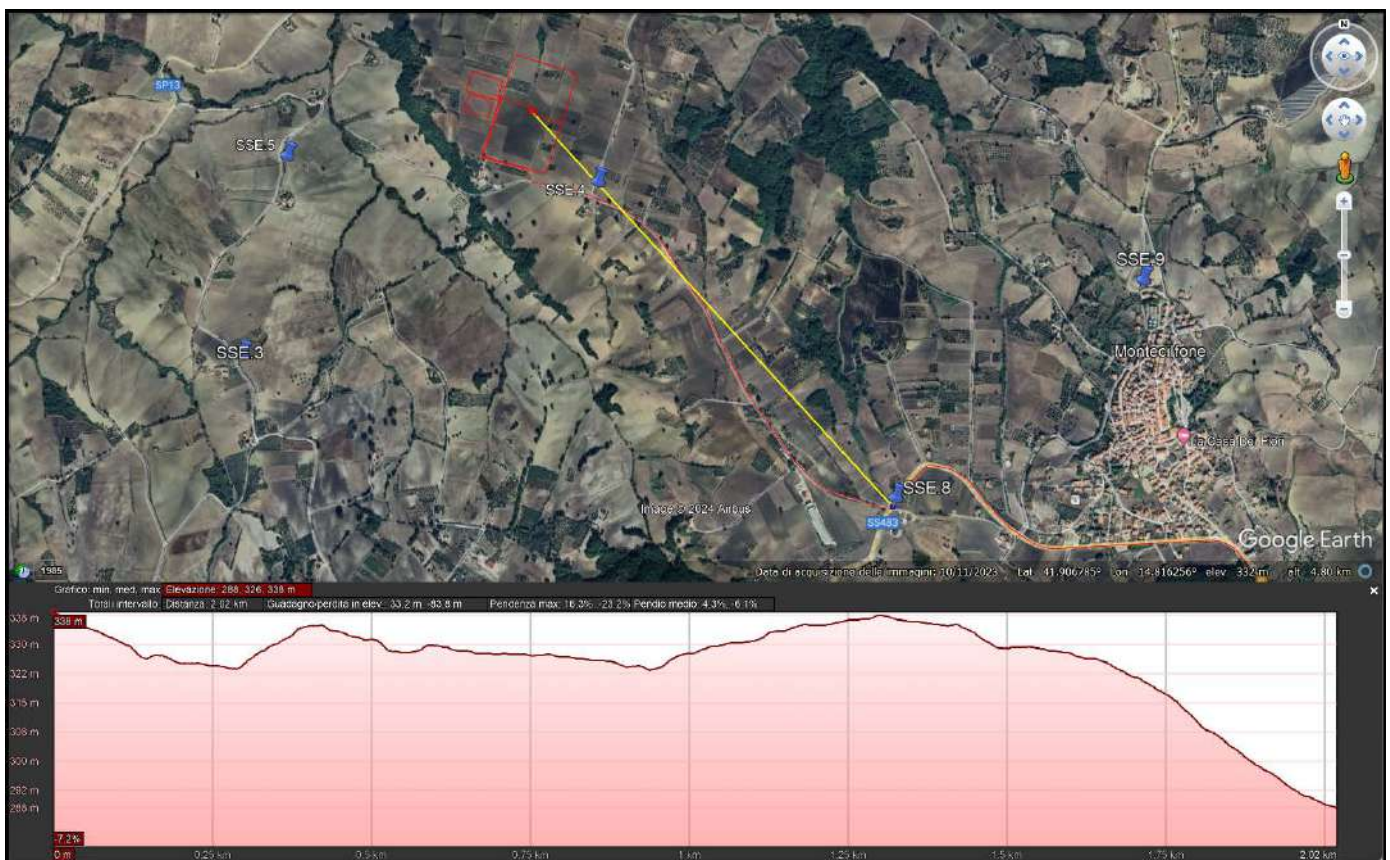 N
SP13
SSE.5
SSE.4
SSE.9
SSE.3
Montecilfone
La Casa Dei Fiori
SSE.8
Image © 2024 Airbus
SS483
Google Earth
1985
Data di acquisizione delle immagini: 10/11/2023 Lat 41.906785° Lon 14.816256° elev 332 m alt 4.80 km
Grafico: min, med, max Elevazione: 288, 326, 338 m
Totali intervallo Distanza: 2.02 km Guadagno/perdita in elev 33.2 m -83.8 m Pendenza max: 16.3%, -23.2% Pendio medio 4.3%, -6.1%
338 m
338 m
330 m
322 m
300 m
292 m
288 m
-7.2%
0 m 0.25 km 0.5 km 0.75 km 1 km 1.25 km 1.5 km 1.75 km 2.02 km